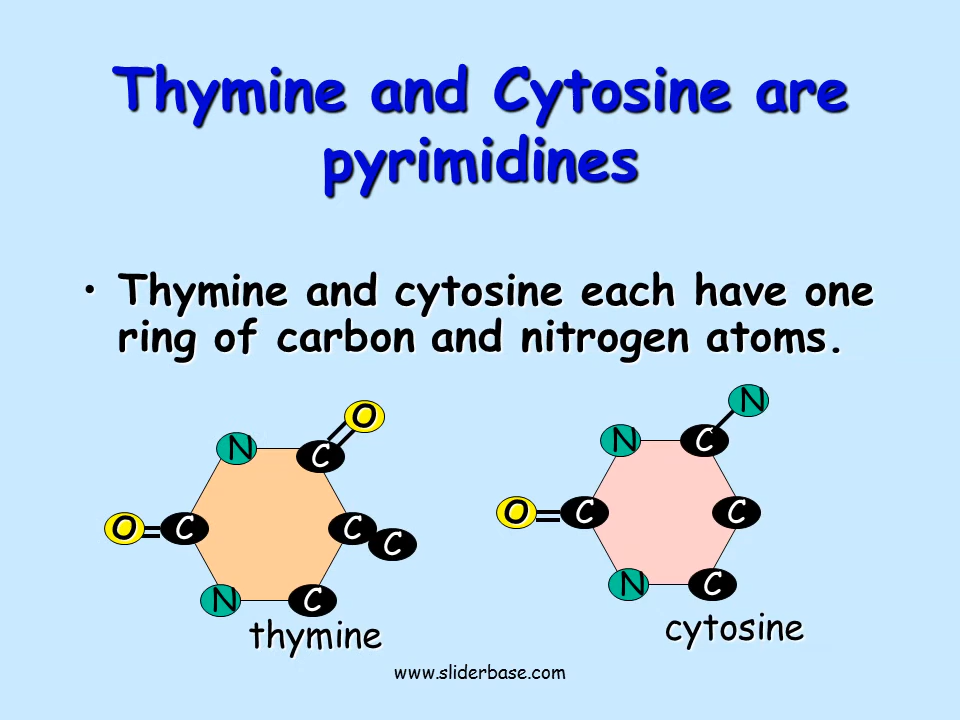 Thymine and Cytosine are
pyrimidines
• Thymine and cytosine each have one
ring of carbon and nitrogen atoms.
O
N
C
O
C
C
C
N
C
thymine
N
N
C
O
C
C
N
C
cytosine
www.sliderbase.com